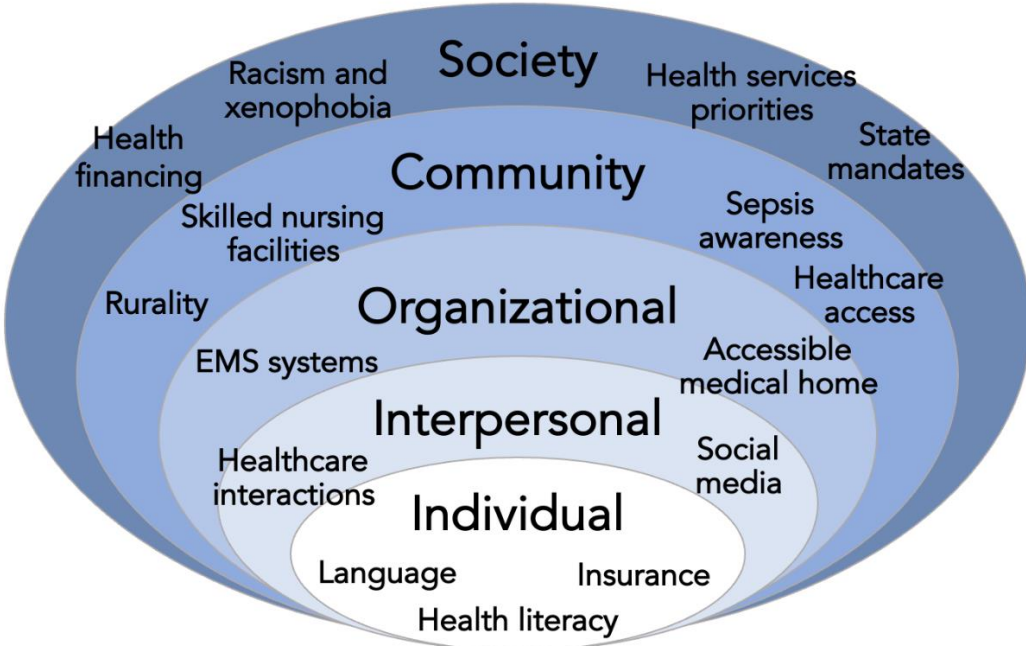 Society
Racism and
xenophobia
Health services
priorities
Health
financing
State
mandates
Community
Skilled nursing
facilities
Sepsis
awareness
Rurality
Healthcare
access
Organizational
EMS systems
Accessible
medical home
Interpersonal
Healthcare
interactions
Social
media
Individual
Language
Insurance
Health literacy